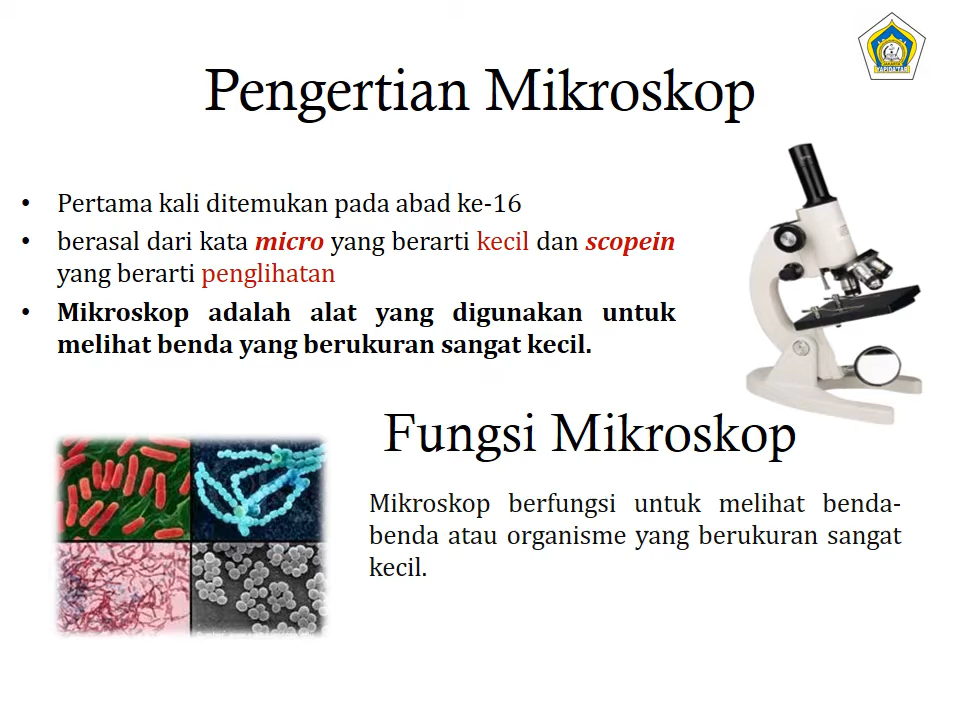 Pengertian Mikroskop
• Pertama kali ditemukan pada abad ke-16
• berasal dari kata micro yang berarti kecil dan scopein
yang berarti penglihatan
• Mikroskop adalah alat yang digunakan untuk
melihat benda yang berukuran sangat kecil.
Fungsi Mikroskop
Mikroskop berfungsi untuk melihat benda-
benda atau organisme yang berukuran sangat
kecil.